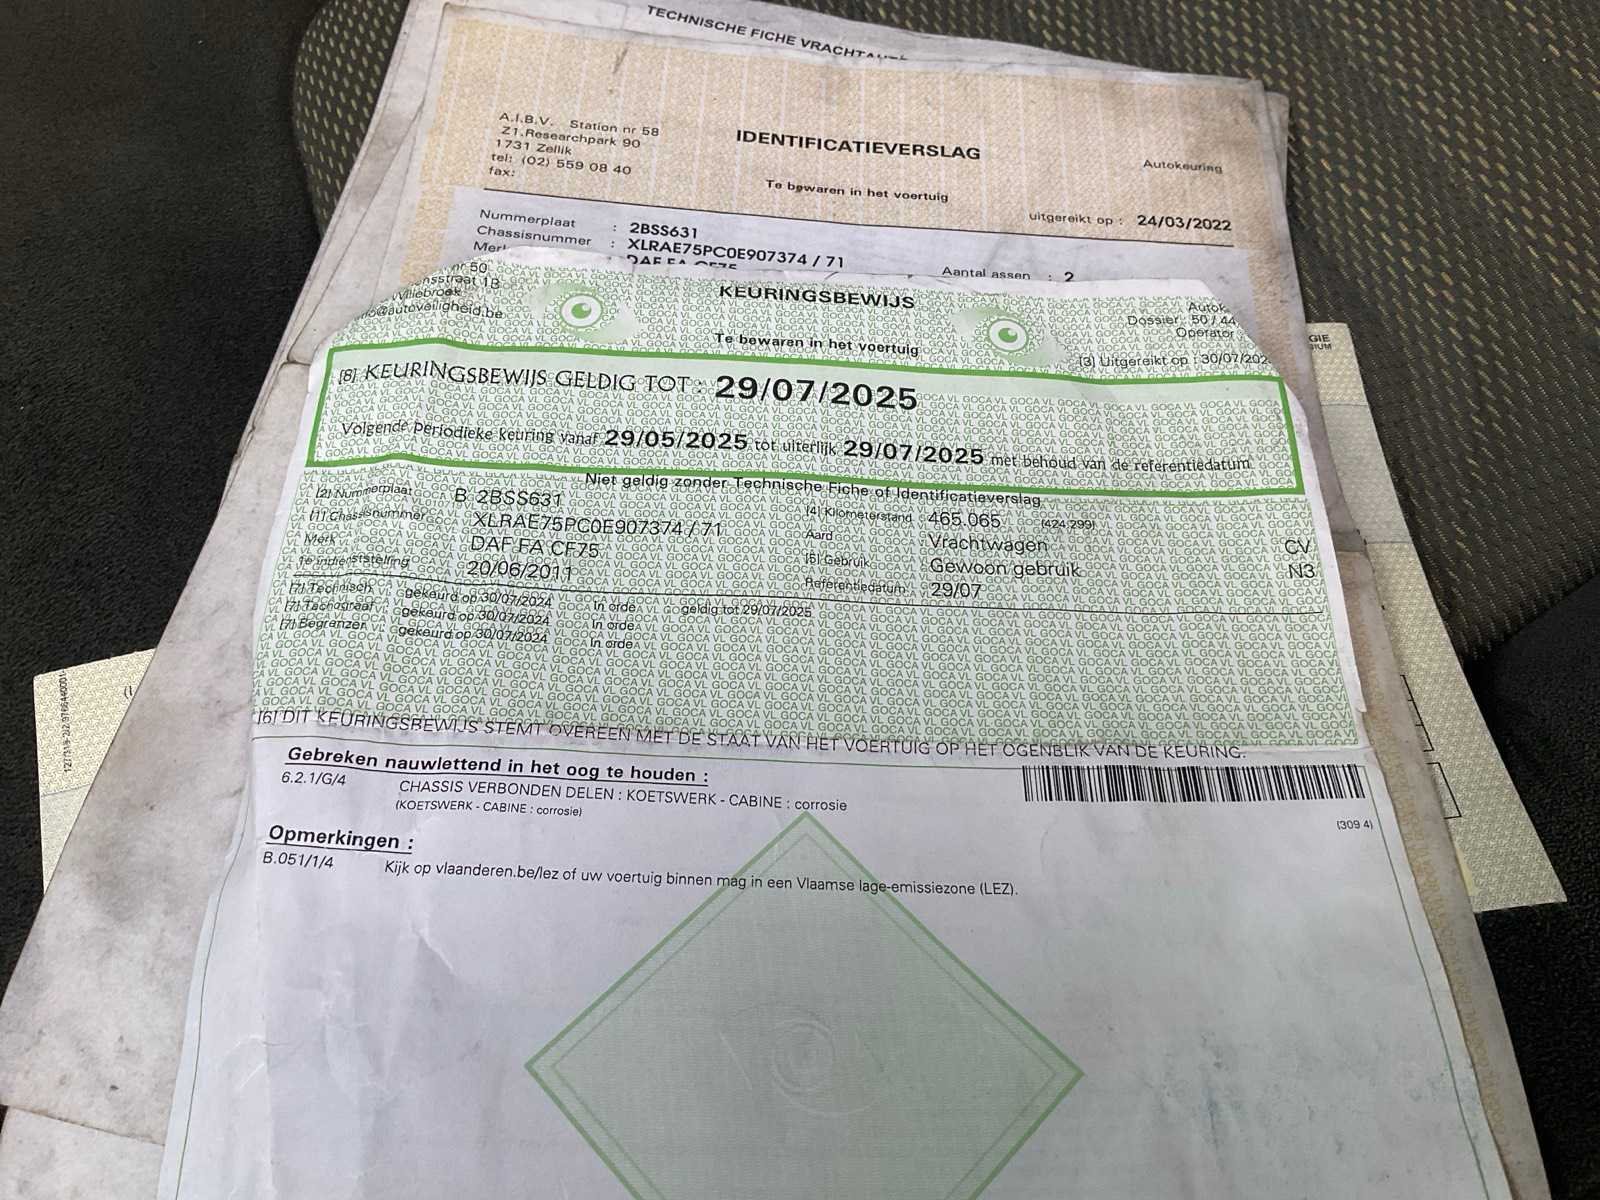 TECHNISCHE FICHE
A.I.B.V. Station nr 58
Z1.Researchpark 90
1731 Zellik
tel: (02) 559 08 40
fax:
IDENTIFICATIEVERSLAG
Te bewaren in het voertuig
Autokeuring
uitgereikt op : 24/03/2022
Nummerplaat : 2BSS631
Chassisnummer : XLRAE75PC0E907374 / 71
DAF FA CF75
Aantal assen : 2
nr 50
Willebroek
KEURINGSBEWIJS
Te bewaren in het voertuig
Dossier: 50 / 44
Operator
[3] Uitgereikt op : 30/07/202
[8] KEURINGSBEWIJS GELDIG TOT : 29/07/2025
Volgende Periodieke keuring vanaf 29/05/2025 tot uiterlijk 29/07/2025 met behoud van de referentiedatum
Niet geldig zonder Technische Fiche of Identificatieverslag
[2] Nummerplaat B 2BSS631
[1] Chassisnummer XLRAE75PC0E907374 / 71
Merk DAF FA CF75
1e indienststelling 20/06/2011
[4] Kilometerstand : 465.065 (424.299)
Aard Vrachtwagen CV
[5] Gebruik Gewoon gebruik N3
Referentiedatum : 29/07
[7] Technisch gekeurd op 30/07/2024 In orde geldig tot 29/07/2025
[7] Tachograaf gekeurd op 30/07/2024 In orde
[7] Begrenzer gekeurd op 30/07/2024 In orde
[6] DIT KEURINGSBEWIJS STEMT OVEREEN MET DE STAAT VAN HET VOERTUIG OP HET OGENBLIK VAN DE KEURING.
Gebreken nauwlettend in het oog te houden :
6.2.1/G/4 CHASSIS VERBONDEN DELEN : KOETSWERK - CABINE : corrosie
(KOETSWERK - CABINE : corrosie)
(309 4)
Opmerkingen :
B.051/1/4 Kijk op vlaanderen.be/lez of uw voertuig binnen mag in een Vlaamse lage-emissiezone (LEZ).